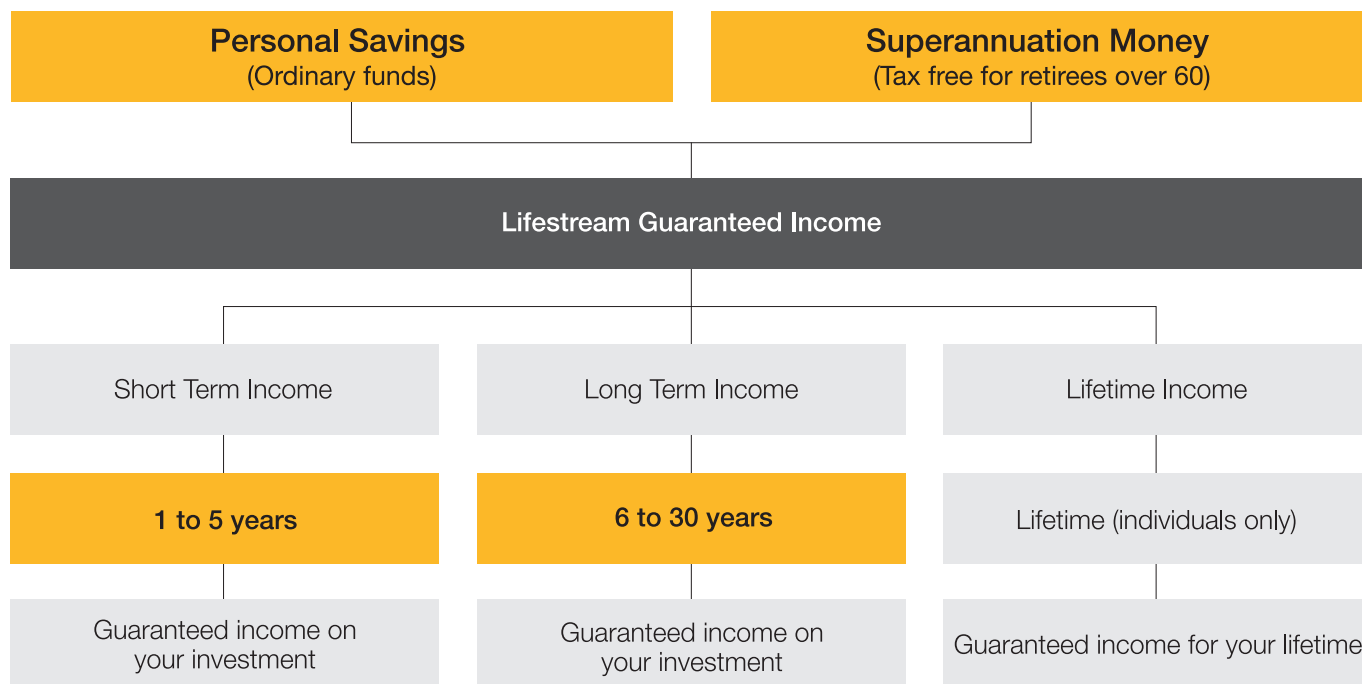 Personal Savings
(Ordinary funds)
Superannuation Money
(Tax free for retirees over 60)
Lifestream Guaranteed Income
Short Term Income
Long Term Income
Lifetime Income
1 to 5 years
6 to 30 years
Lifetime (individuals only)
Guaranteed income on
your investment
Guaranteed income on
your investment
Guaranteed income for your lifetime